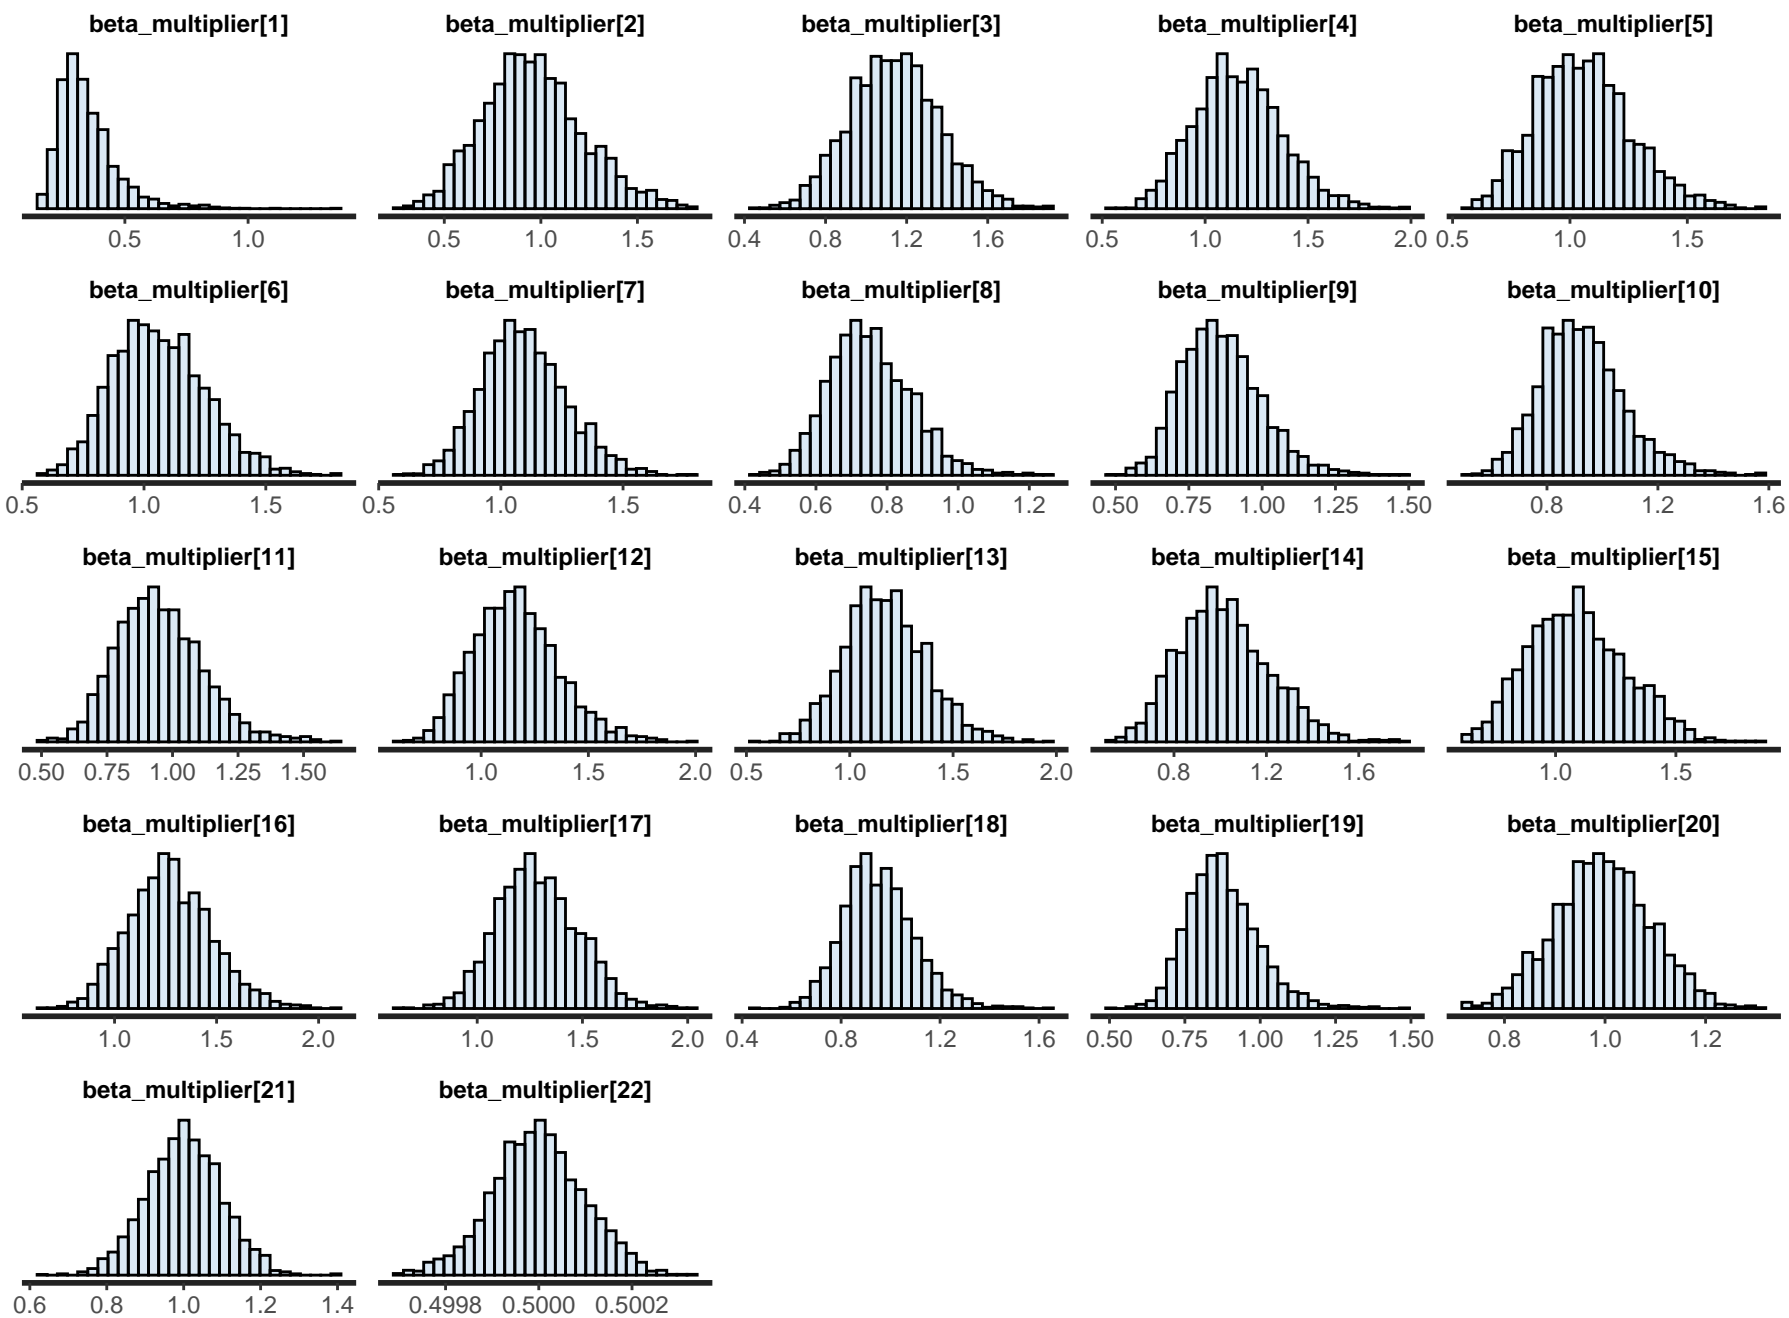 beta_multiplier[1] beta_multiplier[2] beta_multiplier[3] beta_multiplier[4] beta_multiplier[5]
0.5 1.0 0.5 1.0 1.5 0.4 0.8 1.2 1.6 0.5 1.0 1.5 2.0 0.5 1.0 1.5
beta_multiplier[6] beta_multiplier[7] beta_multiplier[8] beta_multiplier[9] beta_multiplier[10]
0.5 1.0 1.5 0.5 1.0 1.5 0.4 0.6 0.8 1.0 1.2 0.50 0.75 1.00 1.25 1.50 0.8 1.2 1.6
beta_multiplier[11] beta_multiplier[12] beta_multiplier[13] beta_multiplier[14] beta_multiplier[15]
0.50 0.75 1.00 1.25 1.50 1.0 1.5 2.0 0.5 1.0 1.5 2.0 0.8 1.2 1.6 1.0 1.5
beta_multiplier[16] beta_multiplier[17] beta_multiplier[18] beta_multiplier[19] beta_multiplier[20]
1.0 1.5 2.0 1.0 1.5 2.0 0.4 0.8 1.2 1.6 0.50 0.75 1.00 1.25 1.50 0.8 1.0 1.2
beta_multiplier[21] beta_multiplier[22]
0.6 0.8 1.0 1.2 1.4 0.4998 0.5000 0.5002